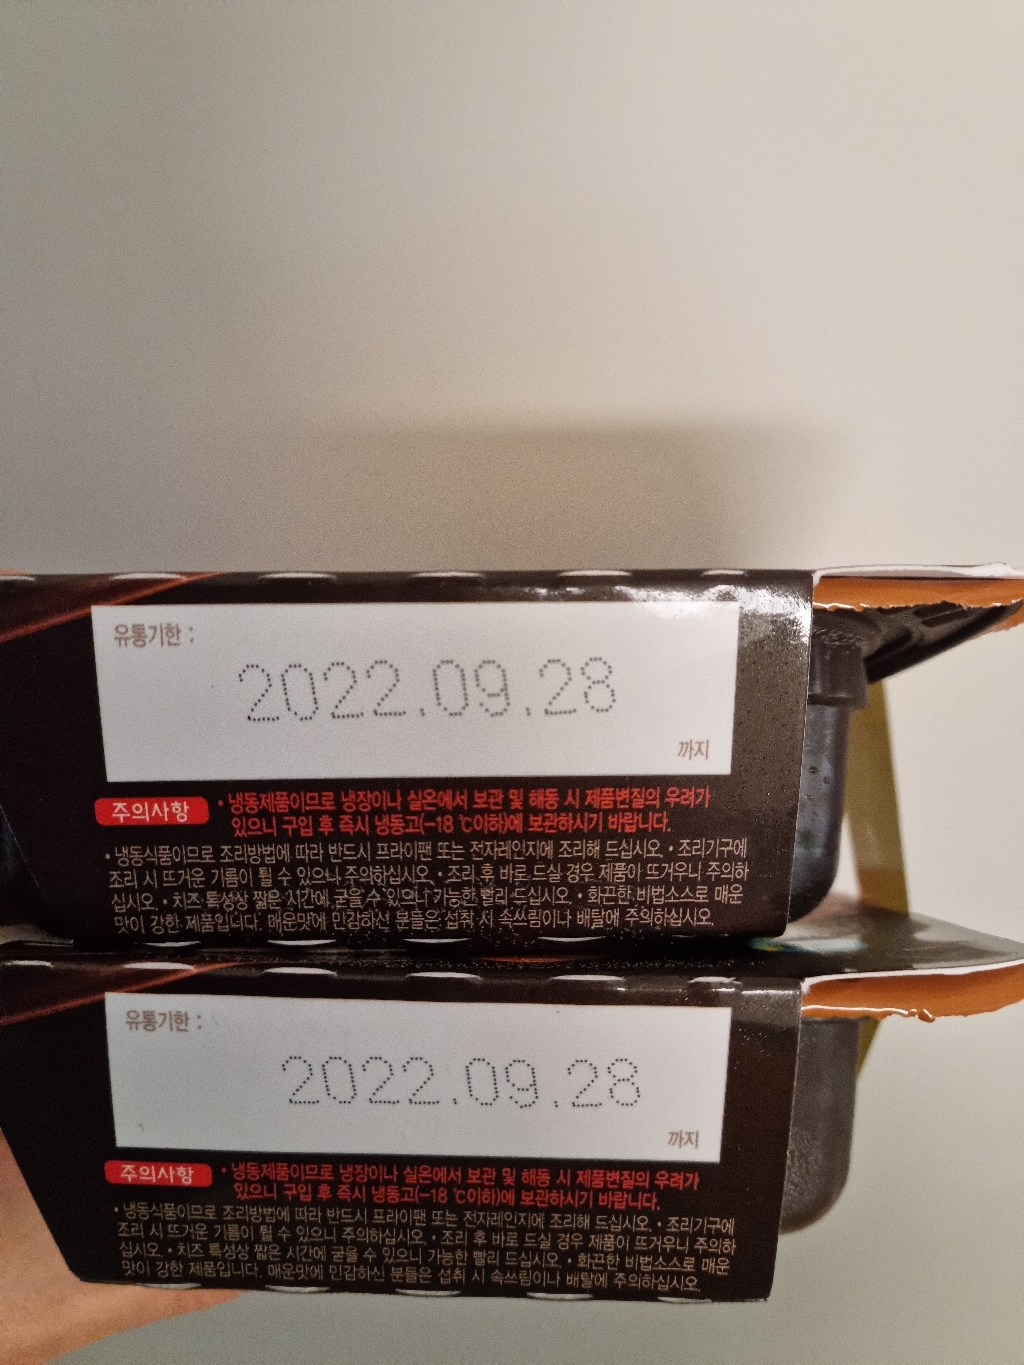 유통기한 :
2022.09.28
까지
주의사항
• 냉동제품이므로 냉장이나 실온에서 보관 및 해동 시 제품변질의 우려가
있으니 구입 후 즉시 냉동고(-18 ℃이하)에 보관하시기 바랍니다.
• 냉동식품이므로 조리방법에 따라 반드시 프라이팬 또는 전자레인지에 조리해 드십시오. • 조리기구에
조리 시 뜨거운 기름이 튈 수 있으니 주의하십시오. • 조리 후 바로 드실 경우 제품이 뜨거우니 주의하
십시오. • 치즈 특성상 짧은 시간에 굳을 수 있으니 가능한 빨리 드십시오. • 화끈한 비법소스로 매운
맛이 강한 제품입니다. 매운맛에 민감하신 분들은 섭취 시 속쓰림이나 배탈에 주의하십시오.
유통기한 :
2022.09.28
까지
주의사항
• 냉동제품이므로 냉장이나 실온에서 보관 및 해동 시 제품변질의 우려가
있으니 구입 후 즉시 냉동고(-18 ℃이하)에 보관하시기 바랍니다.
• 냉동식품이므로 조리방법에 따라 반드시 프라이팬 또는 전자레인지에 조리해 드십시오. • 조리기구에
조리 시 뜨거운 기름이 튈 수 있으니 주의하십시오. • 조리 후 바로 드실 경우 제품이 뜨거우니 주의하
십시오. • 치즈 특성상 짧은 시간에 굳을 수 있으니 가능한 빨리 드십시오. • 화끈한 비법소스로 매운
맛이 강한 제품입니다. 매운맛에 민감하신 분들은 섭취 시 속쓰림이나 배탈에 주의하십시오.